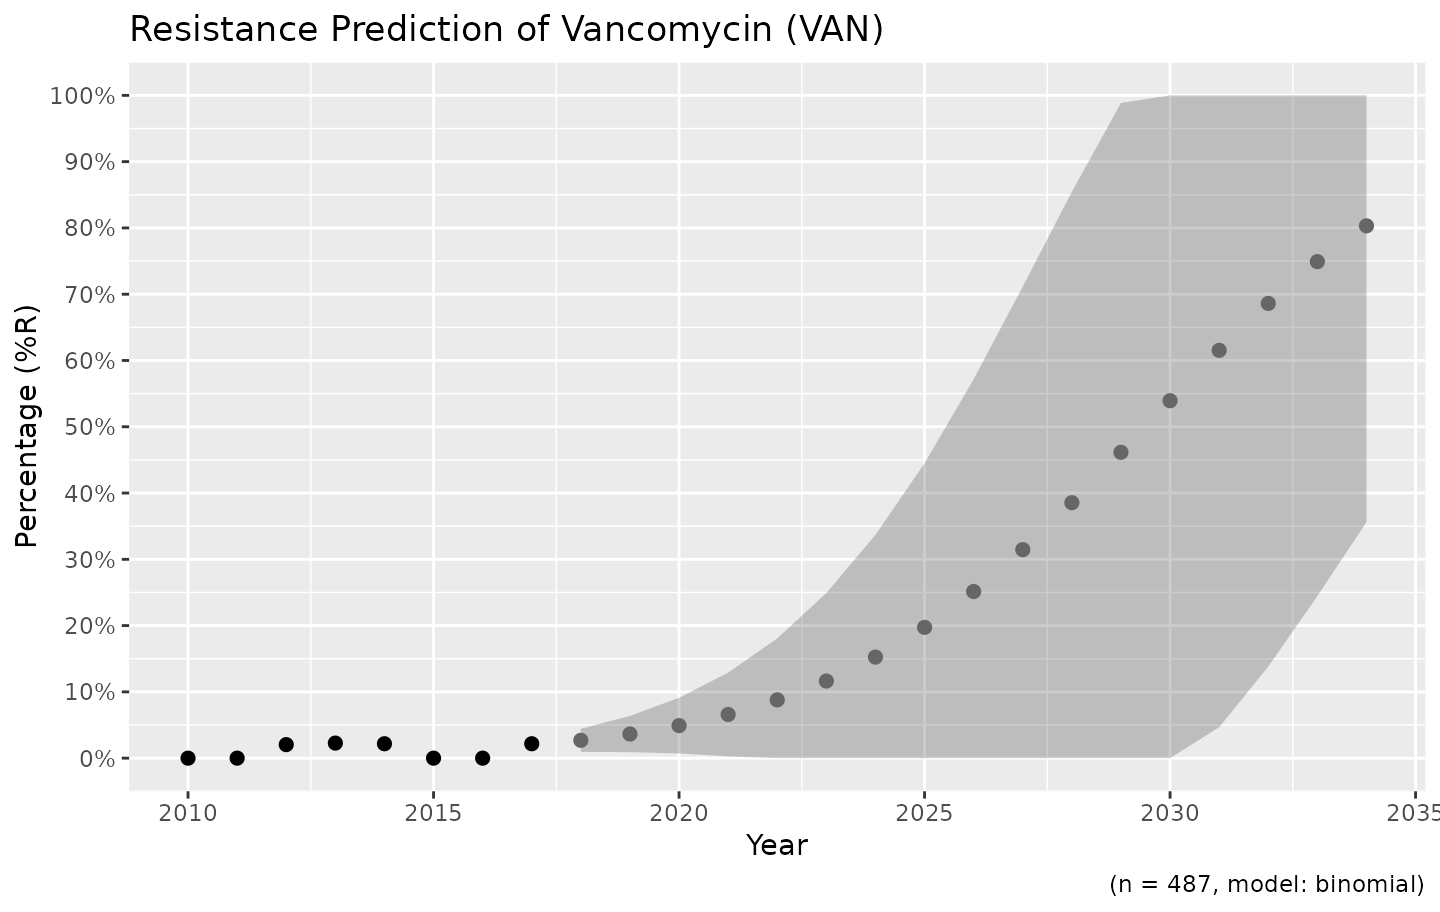 Resistance Prediction of Vancomycin (VAN)
Percentage (%R)
100%
90%
80%
70%
60%
50%
40%
30%
20%
10%
0%
2010 2015 2020 2025 2030 2035
Year
(n = 487, model: binomial)